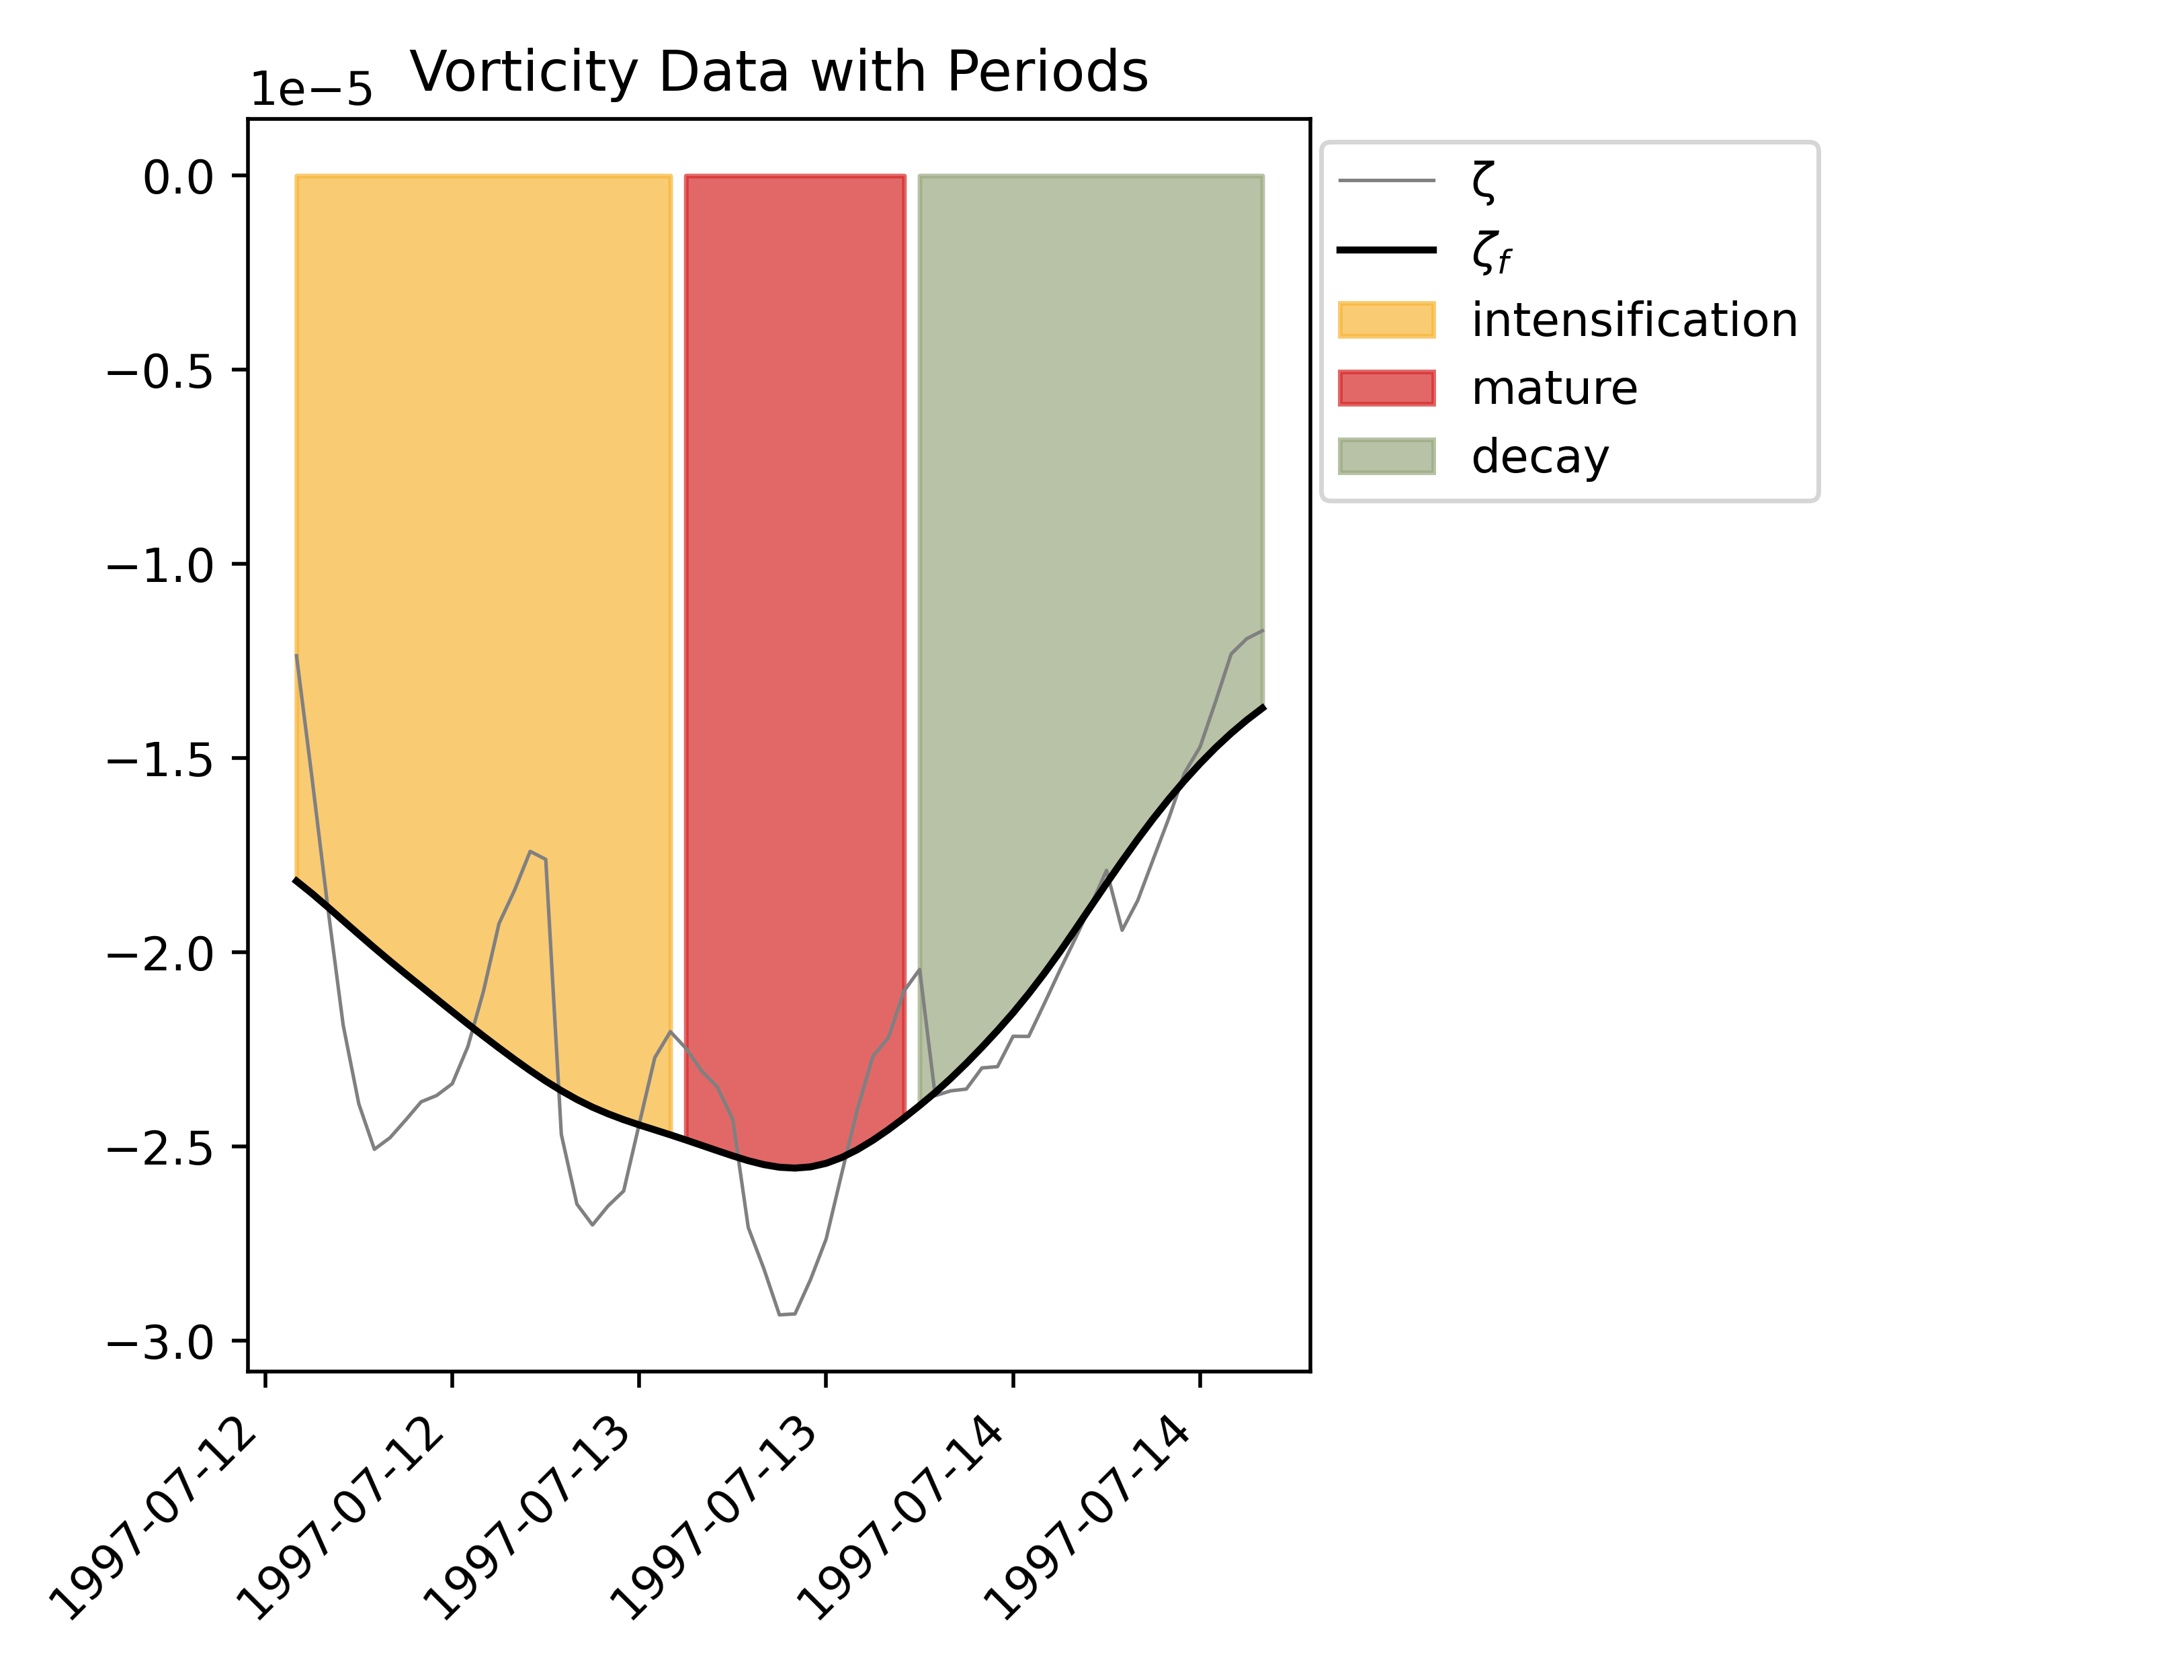 Vorticity Data with Periods
1e−5
0.0
−0.5
−1.0
−1.5
−2.0
−2.5
−3.0
1997-07-12
1997-07-12
1997-07-13
1997-07-13
1997-07-14
1997-07-14
ζ
ζf
intensification
mature
decay